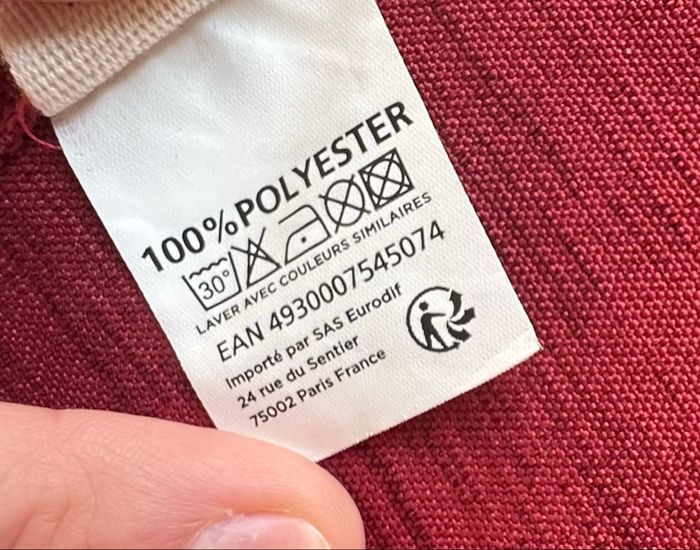 100%POLYESTER
30°
LAVER AVEC COULEURS SIMILAIRES
EAN 4930007545074
Importé par SAS Eurodif
24 rue du Sentier
75002 Paris France